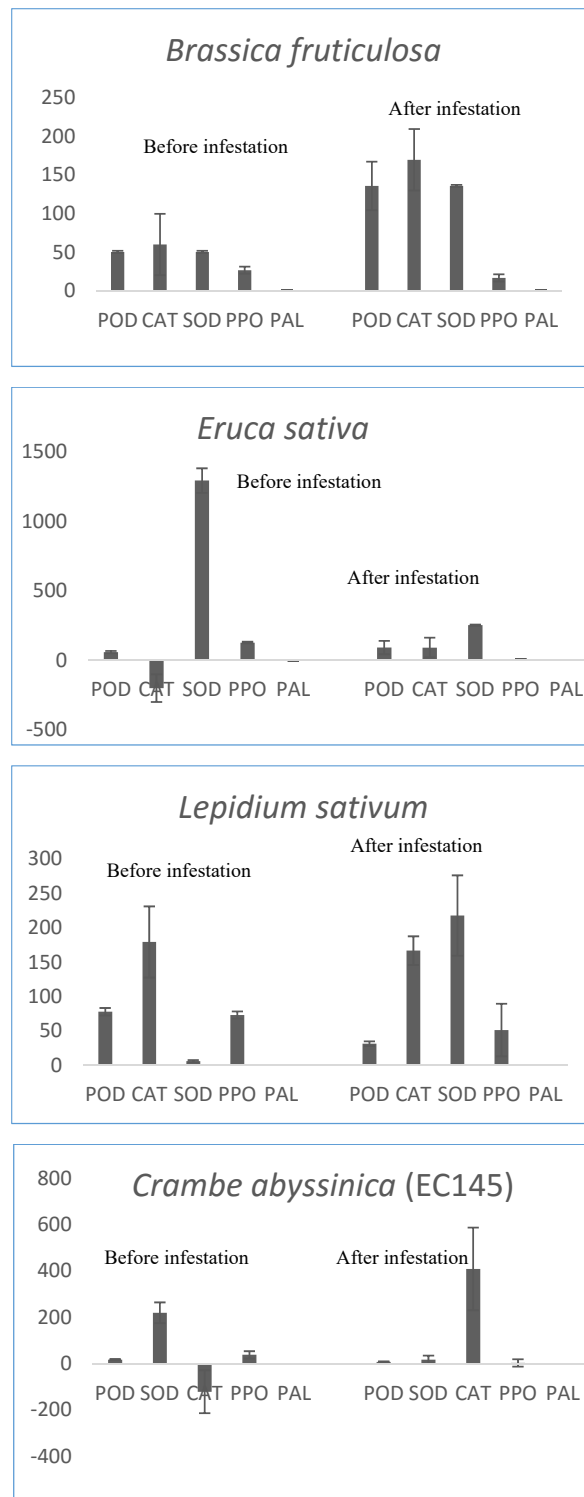 Brassica fruticulosa
250
After infestation
200
Before infestation
150
100
50
0
POD CAT SOD PPO PAL POD CAT SOD PPO PAL
Eruca sativa
1500
Before infestation
1000
After infestation
500
0
POD CAT SOD PPO PAL POD CAT SOD PPO PAL
-500
Lepidium sativum
300
After infestation
Before infestation
250
200
150
100
50
0
POD CAT SOD PPO PAL POD CAT SOD PPO PAL
800
Crambe abyssinica (EC145)
600
Before infestation After infestation
400
200
0
POD SOD CAT PPO PAL POD SOD CAT PPO PAL
-200
-400